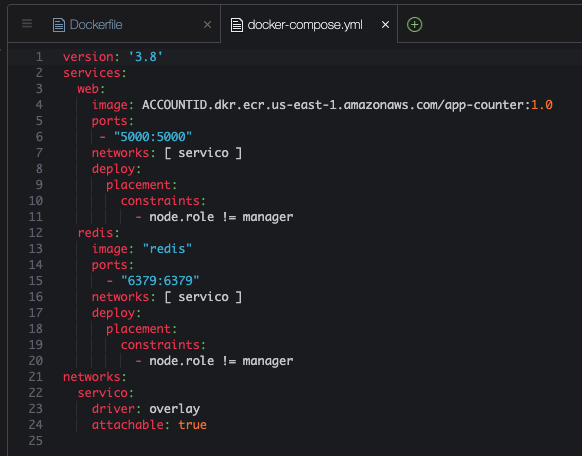 Dockerfile
docker-compose.yml
1 version: '3.8'
2 services:
3   web:
4     image: ACCOUNTID.dkr.ecr.us-east-1.amazonaws.com/app-counter:1.0
5     ports:
6      - "5000:5000"
7     networks: [ servico ]
8     deploy:
9       placement:
10         constraints:
11           - node.role != manager
12   redis:
13     image: "redis"
14     ports:
15       - "6379:6379"
16     networks: [ servico ]
17     deploy:
18       placement:
19         constraints:
20           - node.role != manager
21 networks:
22   servico:
23     driver: overlay
24     attachable: true
25